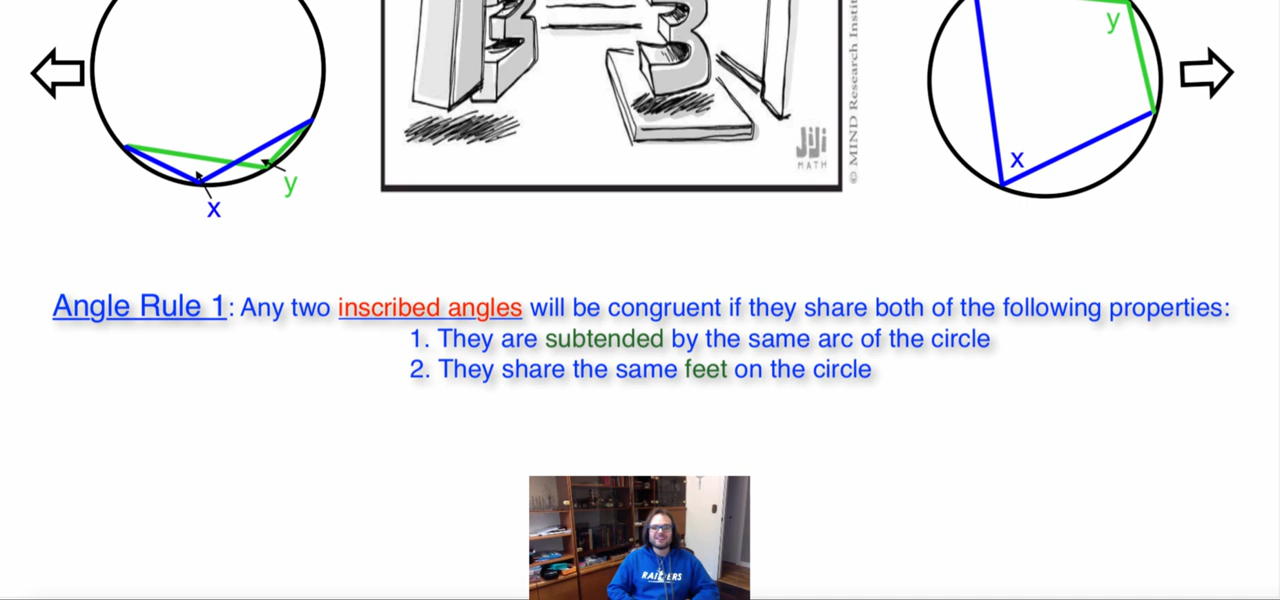 y
© MIND Research Instit
x
JiJi
MATH
y
x
Angle Rule 1: Any two inscribed angles will be congruent if they share both of the following properties:
1. They are subtended by the same arc of the circle
2. They share the same feet on the circle
RAIDERS